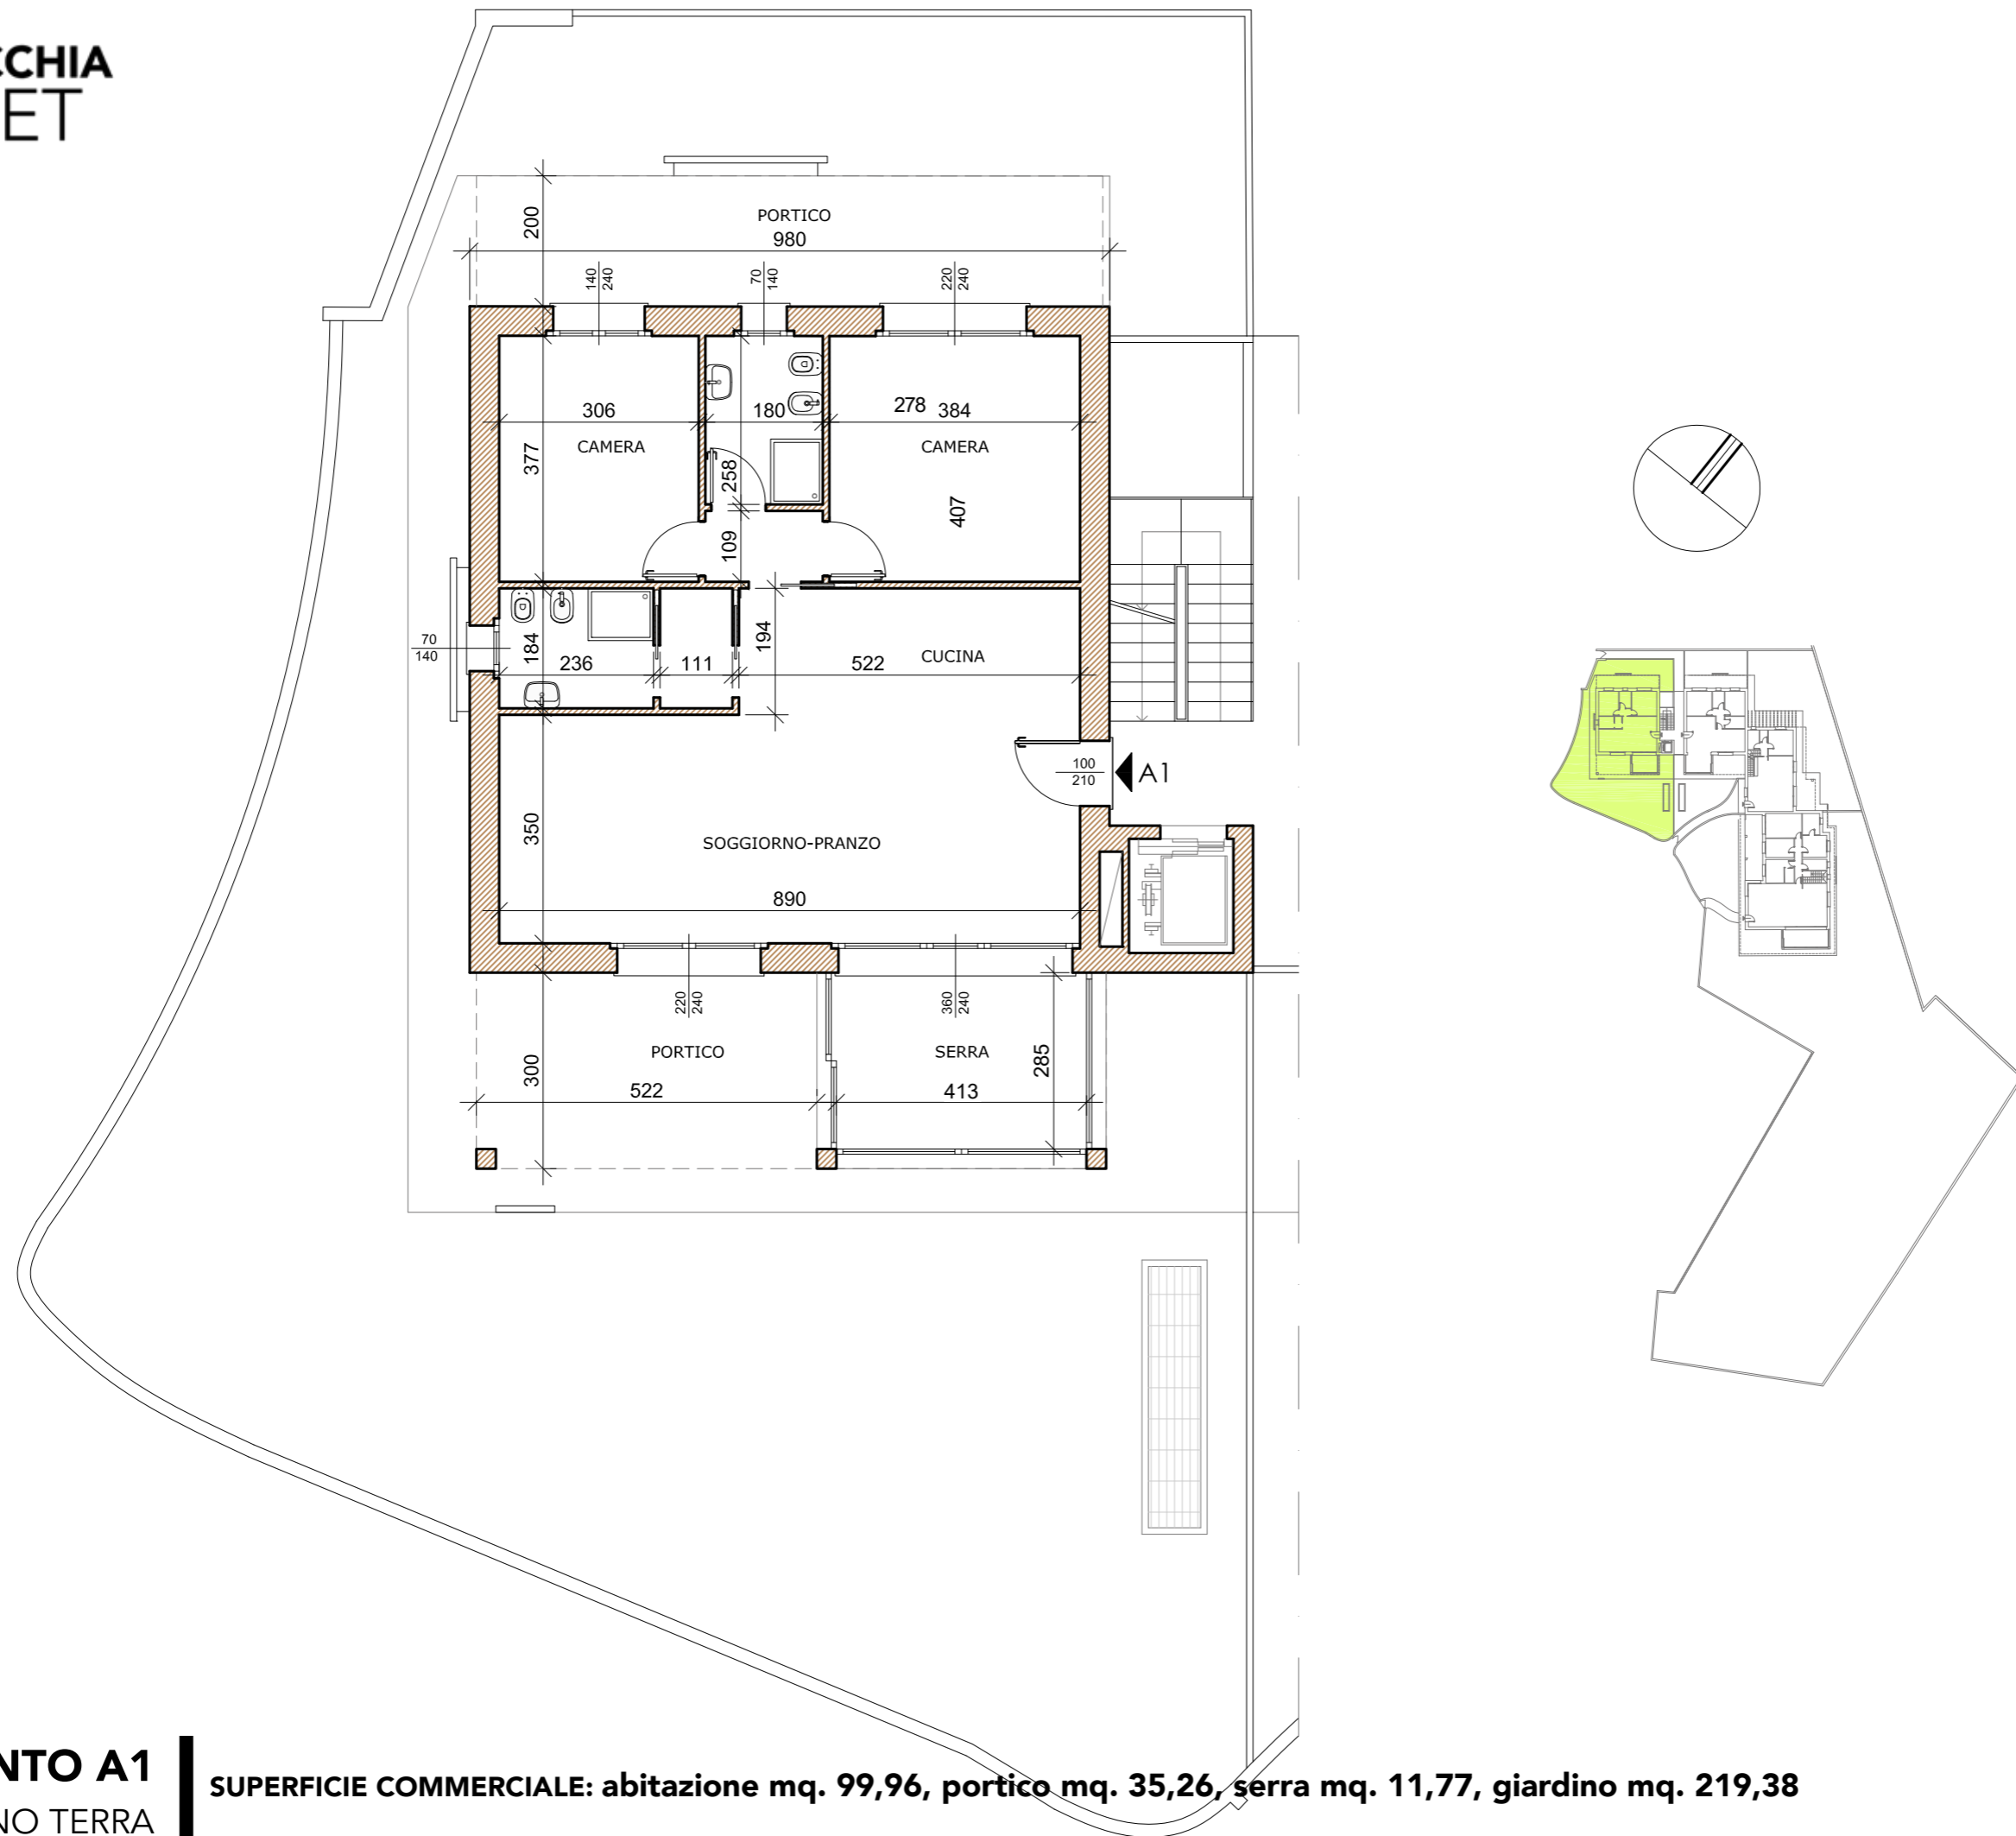 CCHIA
ET
200
PORTICO
980
140
240
70
140
220
240
306
180
278 384
CAMERA
CAMERA
377
258
407
109
70
140
184
236
111
194
522
CUCINA
100
210
A1
350
SOGGIORNO-PRANZO
890
220
240
360
240
300
PORTICO
SERRA
285
522
413
NTO A1
NO TERRA
SUPERFICIE COMMERCIALE: abitazione mq. 99,96, portico mq. 35,26, serra mq. 11,77, giardino mq. 219,38